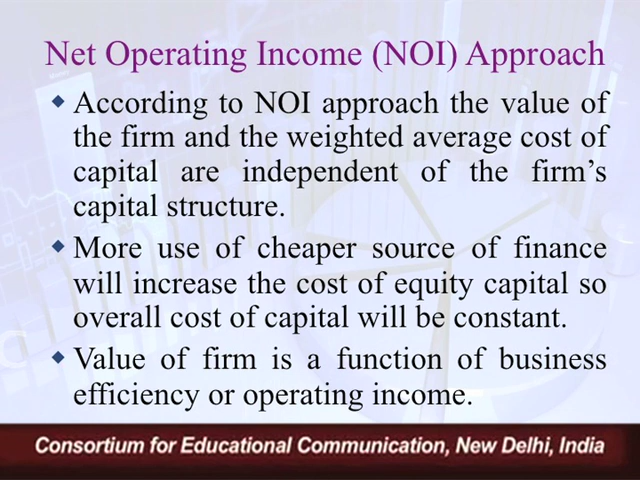 Net Operating Income (NOI) Approach
According to NOI approach the value of
the firm and the weighted average cost of
capital are independent of the firm's
capital structure.
More use of cheaper source of finance
will increase the cost of equity capital so
overall cost of capital will be constant.
Value of firm is a function of business
efficiency or operating income.
Consortium for Educational Communication, New Delhi, India